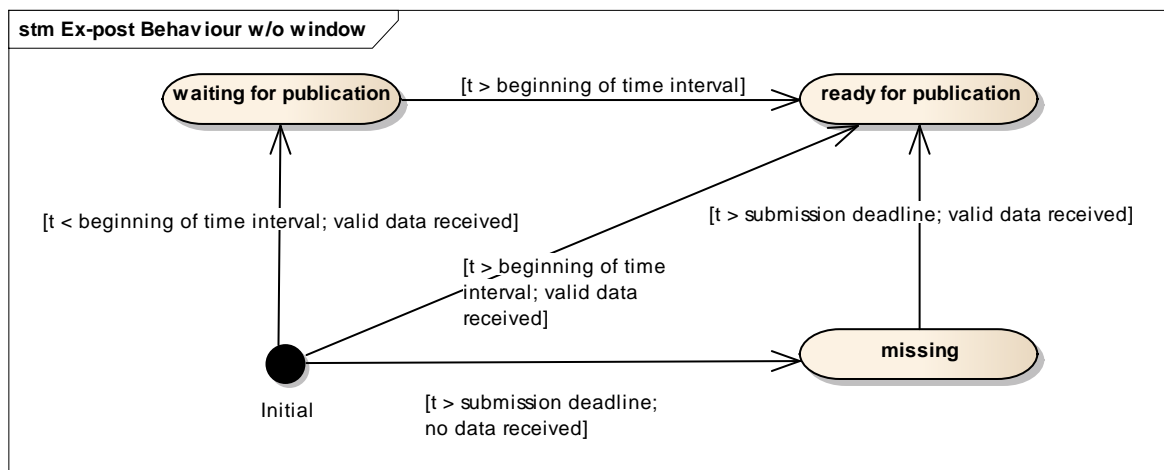 stm Ex-post Behaviour w/o window
waiting for publication
[t > beginning of time interval]
ready for publication
[t < beginning of time interval; valid data received]
[t > submission deadline; valid data received]
[t > beginning of time
interval; valid data
received]
missing
Initial
[t > submission deadline;
no data received]